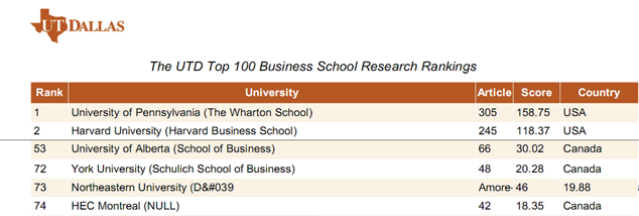 UT DALLAS
The UTD Top 100 Business School Research Rankings
Rank University Article Score Country
1 University of Pennsylvania (The Wharton School) 305 158.75 USA
2 Harvard University (Harvard Business School) 245 118.37 USA
53 University of Alberta (School of Business) 66 30.02 Canada
72 York University (Schulich School of Business) 48 20.28 Canada
73 Northeastern University (D&#039 Amore- 46 19.88
74 HEC Montreal (NULL) 42 18.35 Canada